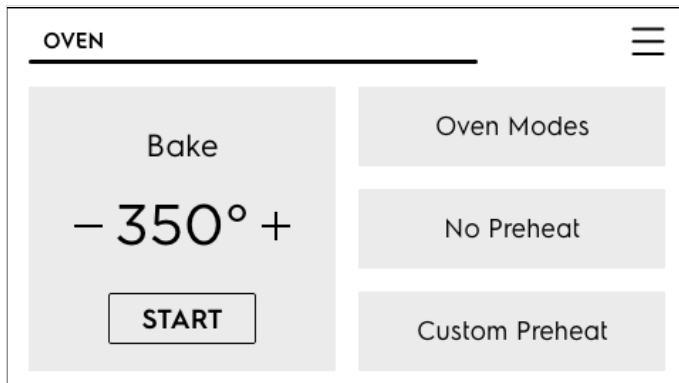 OVEN
Bake
− 350° +
START
Oven Modes
No Preheat
Custom Preheat